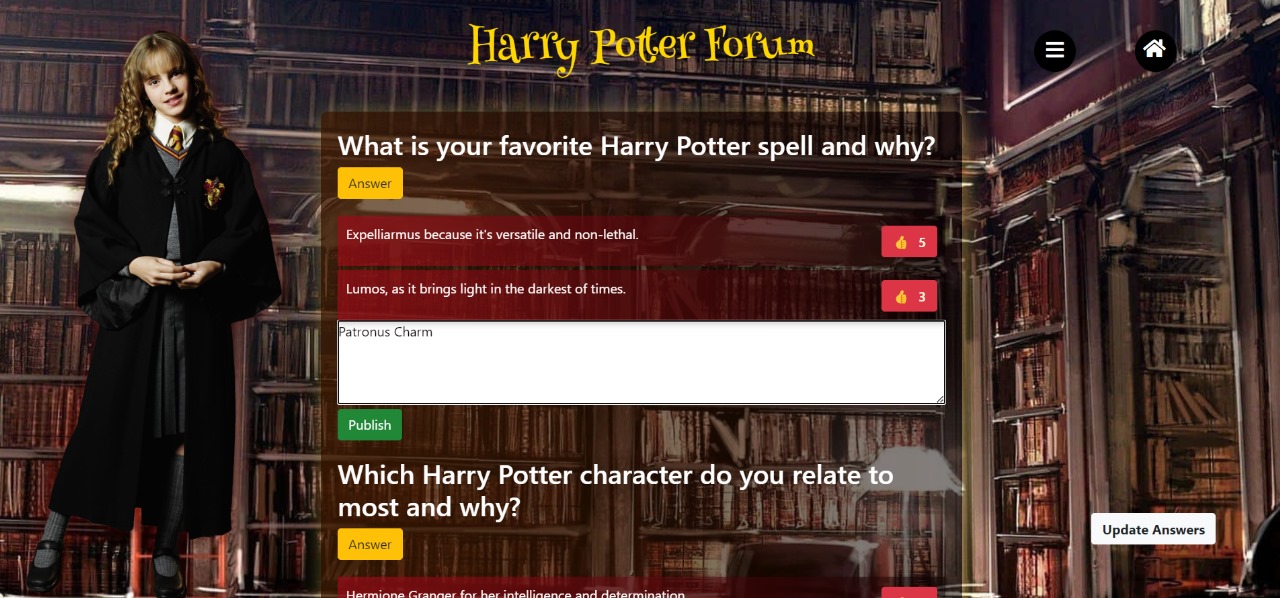 Harry Potter Forum
What is your favorite Harry Potter spell and why?
Answer
Expelliarmus because it's versatile and non-lethal.
👍 5
Lumos, as it brings light in the darkest of times.
👍 3
Patronus Charm
Publish
Which Harry Potter character do you relate to
most and why?
Answer
Update Answers
Hermione Granger for her intelligence and determination.